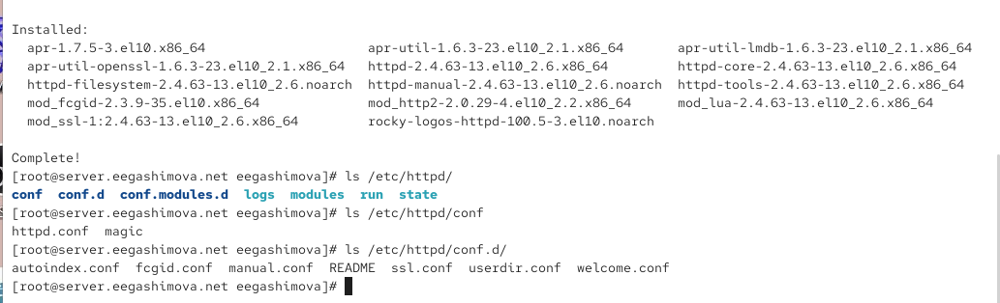 Installed:
apr-1.7.5-3.el10.x86_64 apr-util-1.6.3-23.el10_2.1.x86_64 apr-util-lmdb-1.6.3-23.el10_2.1.x86_64
apr-util-openssl-1.6.3-23.el10_2.1.x86_64 httpd-2.4.63-13.el10_2.6.x86_64 httpd-core-2.4.63-13.el10_2.6.x86_64
httpd-filesystem-2.4.63-13.el10_2.6.noarch httpd-manual-2.4.63-13.el10_2.6.noarch httpd-tools-2.4.63-13.el10_2.6.x86_64
mod_fcgid-2.3.9-35.el10.x86_64 mod_http2-2.0.29-4.el10_2.2.x86_64 mod_lua-2.4.63-13.el10_2.6.x86_64
mod_ssl-1:2.4.63-13.el10_2.6.x86_64 rocky-logos-httpd-100.5-3.el10.noarch
Complete!
[root@server.eegashimova.net eegashimova]# ls /etc/httpd/
conf conf.d conf.modules.d logs modules run state
[root@server.eegashimova.net eegashimova]# ls /etc/httpd/conf
httpd.conf magic
[root@server.eegashimova.net eegashimova]# ls /etc/httpd/conf.d/
autoindex.conf fcgid.conf manual.conf README ssl.conf userdir.conf welcome.conf
[root@server.eegashimova.net eegashimova]#